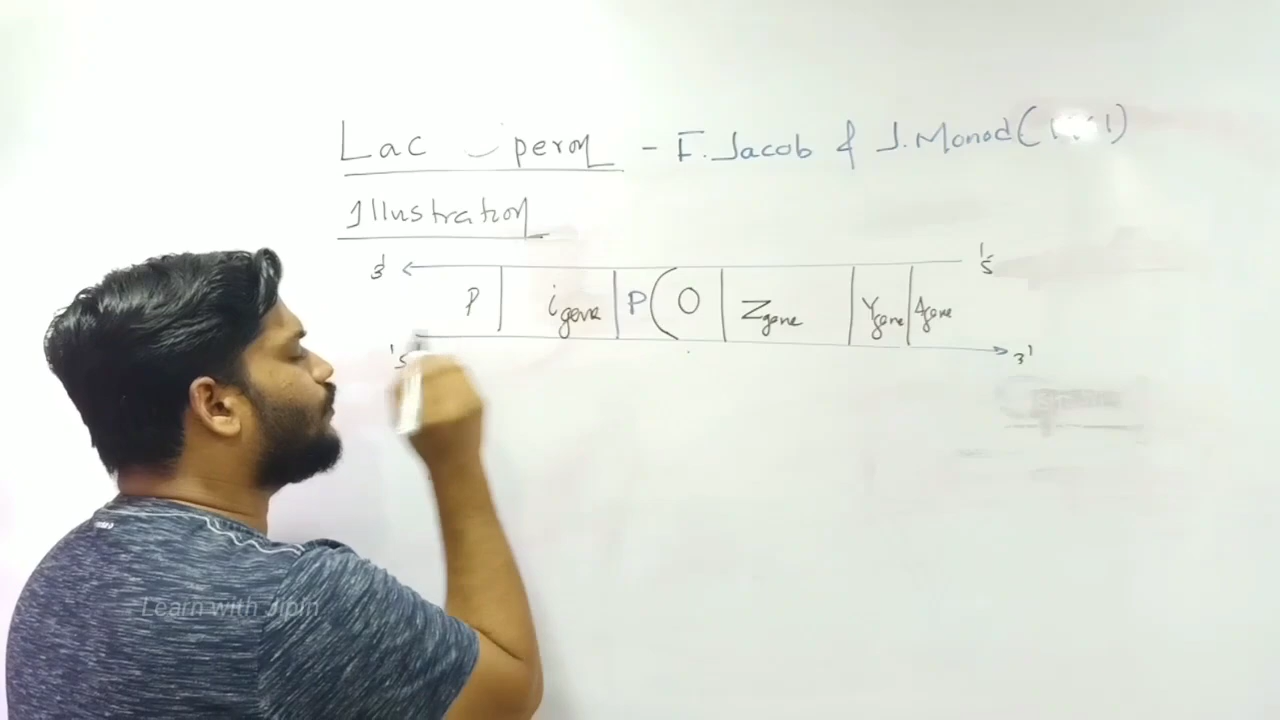 Lac Operon - F. Jacob & J. Monod (
Illustration
3' 5'
P i gene P O Z gene Y gene A gene
5' 3'
Learn with Jipin